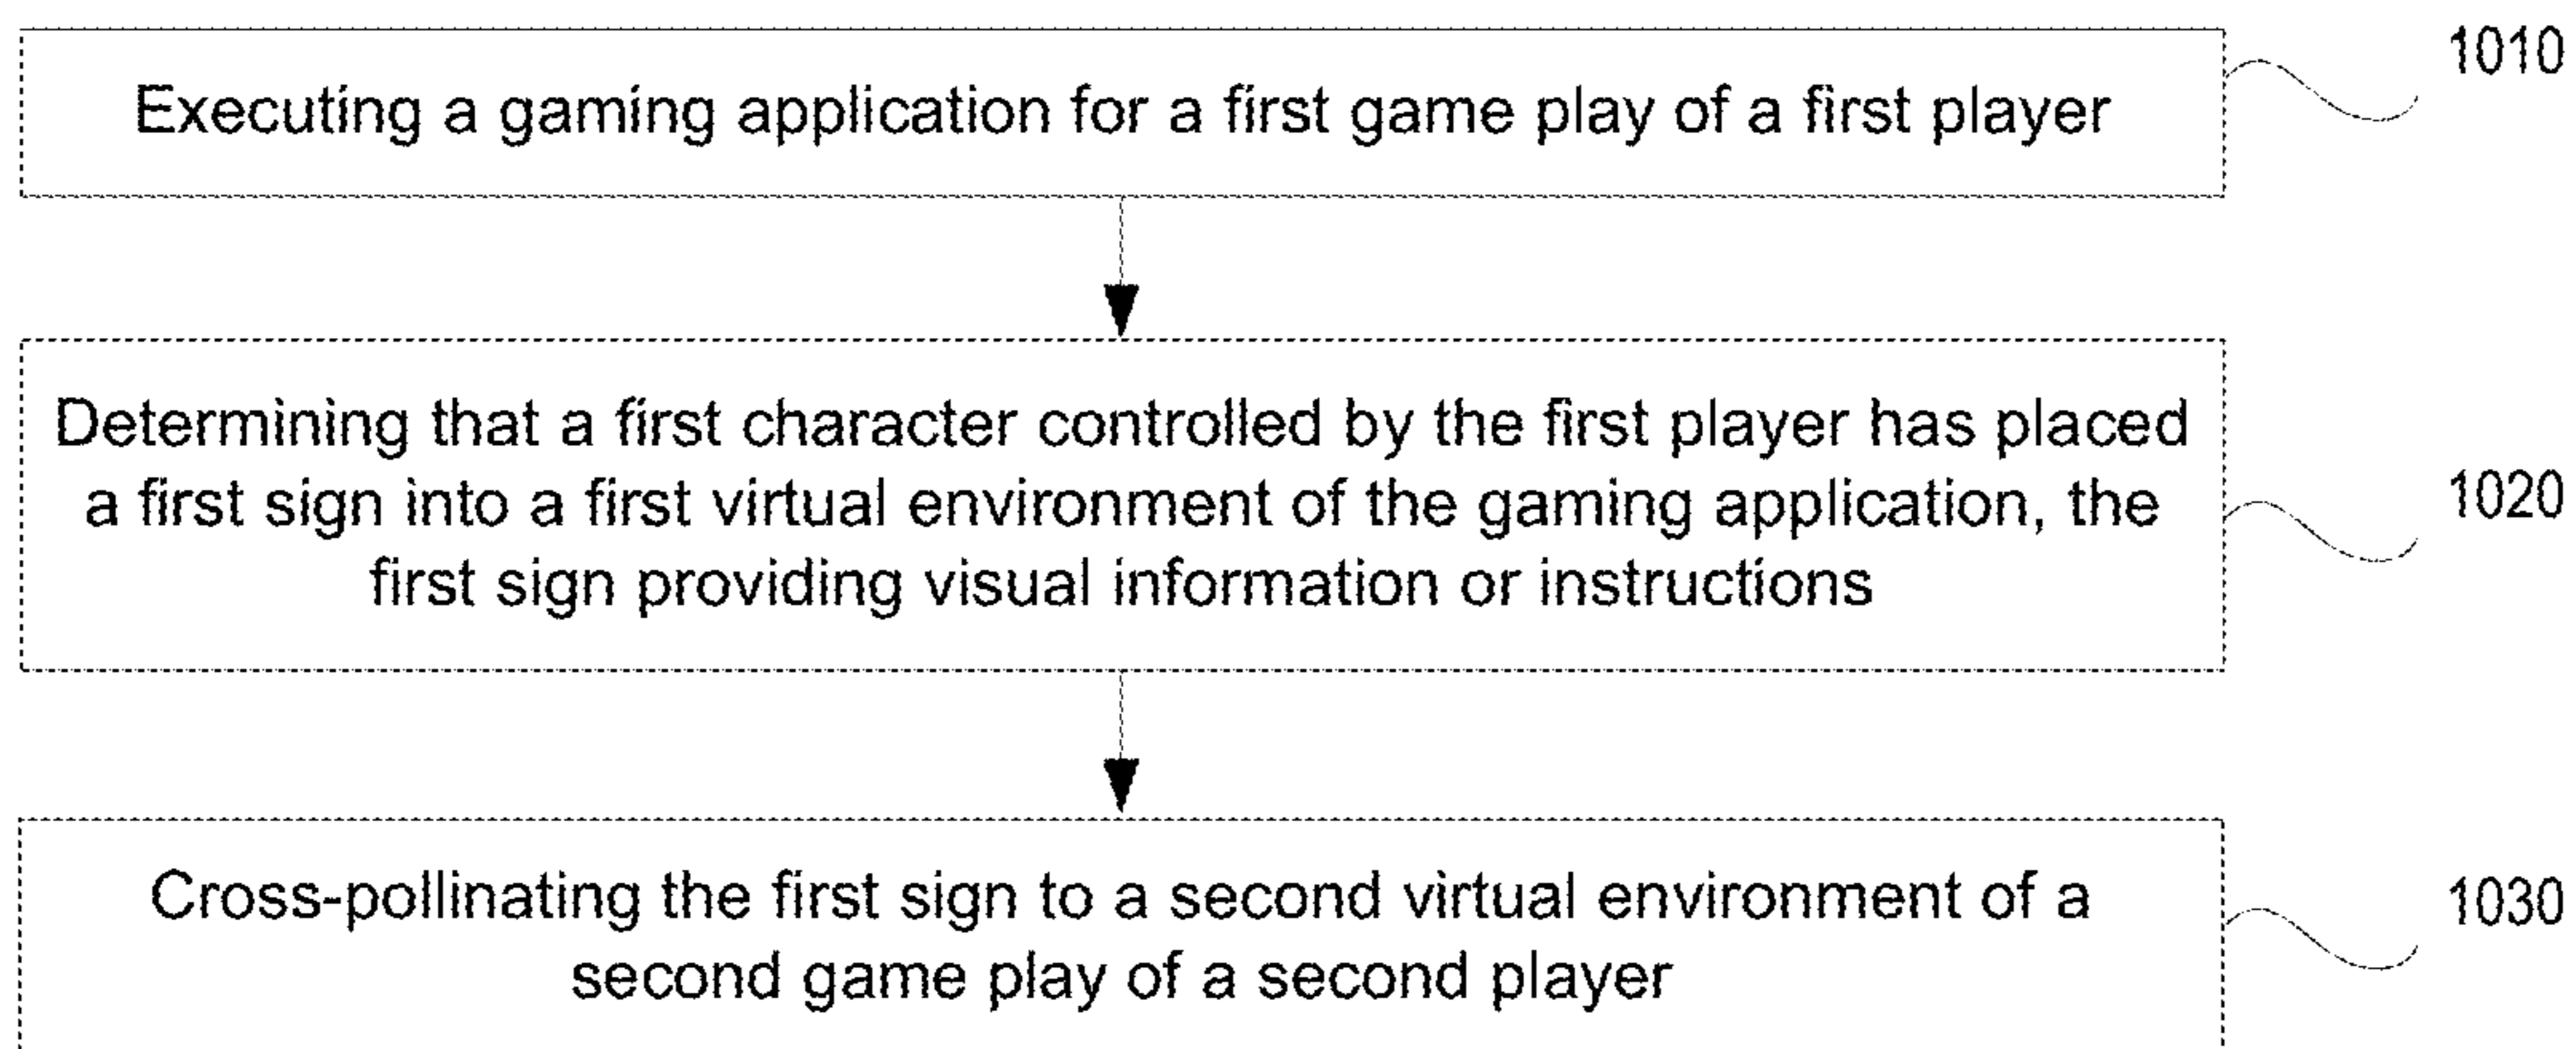 Executing a gaming application for a first game play of a first player
1010
Determining that a first character controlled by the first player has placed
a first sign into a first virtual environment of the gaming application, the
first sign providing visual information or instructions
1020
Cross-pollinating the first sign to a second virtual environment of a
second game play of a second player
1030